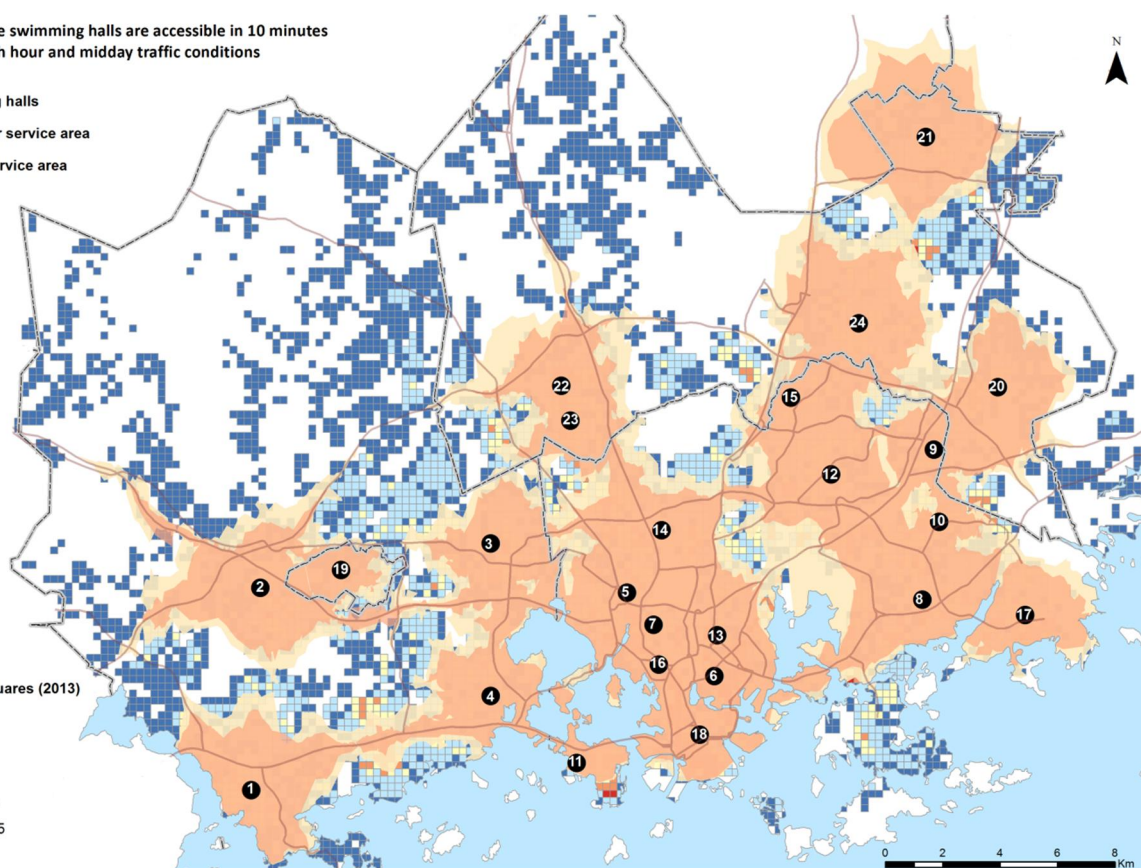 e swimming halls are accessible in 10 minutes
h hour and midday traffic conditions
halls
service area
ervice area
N
21
24
22
20
15
23
9
12
10
3
14
19
2
5
8
7
17
13
16
6
4
18
11
1
uares (2013)
5
0 2 4 6 8
Km